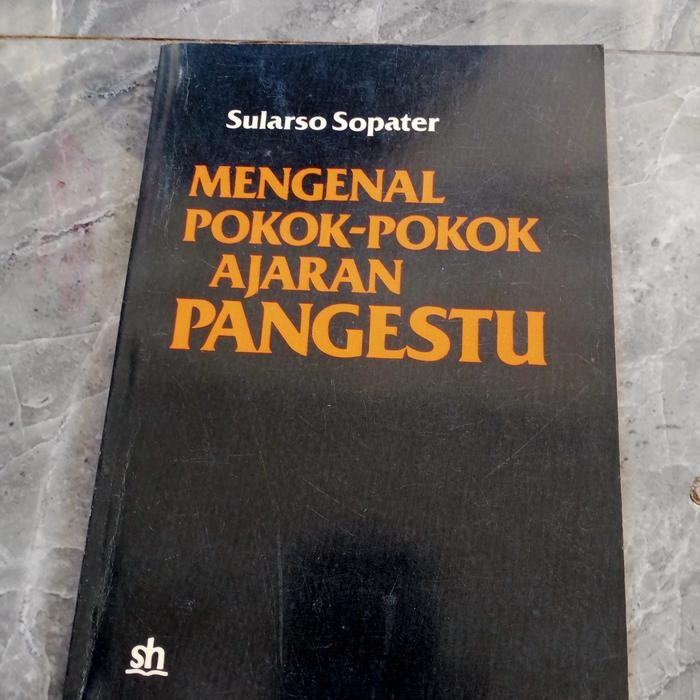 Sularso Sopater
MENGENAL
POKOK-POKOK
AJARAN
PANGESTU
sh